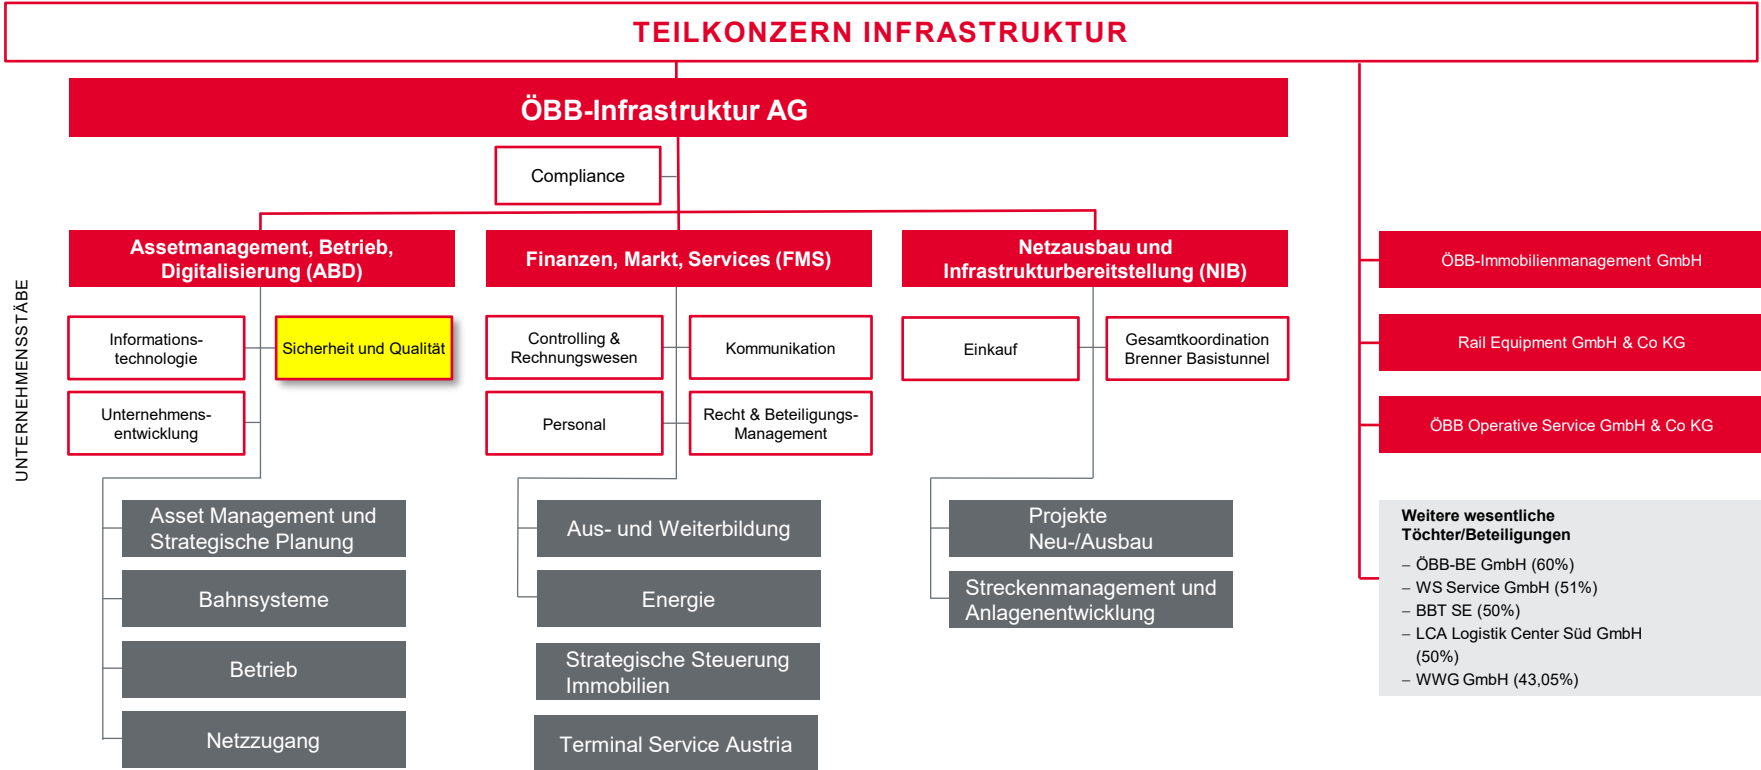 TEILKONZERN INFRASTRUKTUR
ÖBB-Infrastruktur AG
Compliance
Assetmanagement, Betrieb,
Digitalisierung (ABD)
Finanzen, Markt, Services (FMS)
Netzausbau und
Infrastrukturbereitstellung (NIB)
UNTERNEHMENSSTÄBE
Informations-
technologie
Sicherheit und Qualität
Unternehmens-
entwicklung
Controlling &
Rechnungswesen
Kommunikation
Personal
Recht & Beteiligungs-
Management
Einkauf
Gesamtkoordination
Brenner Basistunnel
Asset Management und
Strategische Planung
Bahnsysteme
Betrieb
Netzzugang
Aus- und Weiterbildung
Energie
Strategische Steuerung
Immobilien
Terminal Service Austria
Projekte
Neu-/Ausbau
Streckenmanagement und
Anlagenentwicklung
ÖBB-Immobilienmanagement GmbH
Rail Equipment GmbH & Co KG
ÖBB Operative Service GmbH & Co KG
Weitere wesentliche
Töchter/Beteiligungen
– ÖBB-BE GmbH (60%)
– WS Service GmbH (51%)
– BBT SE (50%)
– LCA Logistik Center Süd GmbH
(50%)
– WWG GmbH (43,05%)